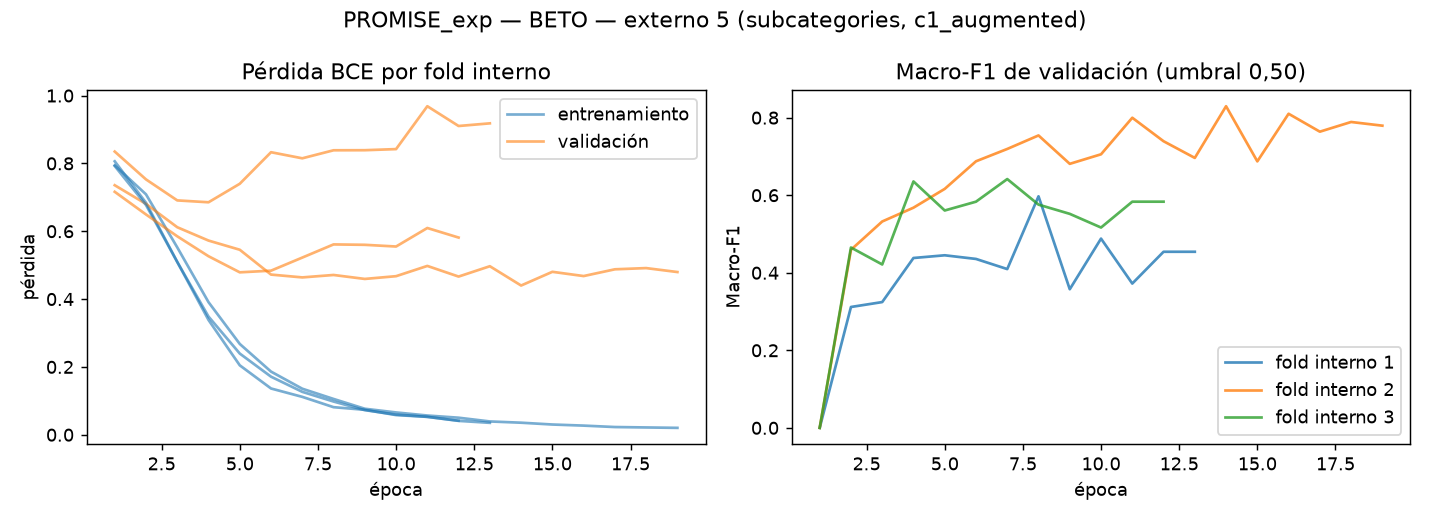 PROMISE_exp — BETO — externo 5 (subcategories, c1_augmented)
Pérdida BCE por fold interno
pérdida
1.0
0.8
0.6
0.4
0.2
0.0
2.5 5.0 7.5 10.0 12.5 15.0 17.5
época
entrenamiento
validación
Macro-F1 de validación (umbral 0,50)
Macro-F1
0.8
0.6
0.4
0.2
0.0
2.5 5.0 7.5 10.0 12.5 15.0 17.5
época
fold interno 1
fold interno 2
fold interno 3